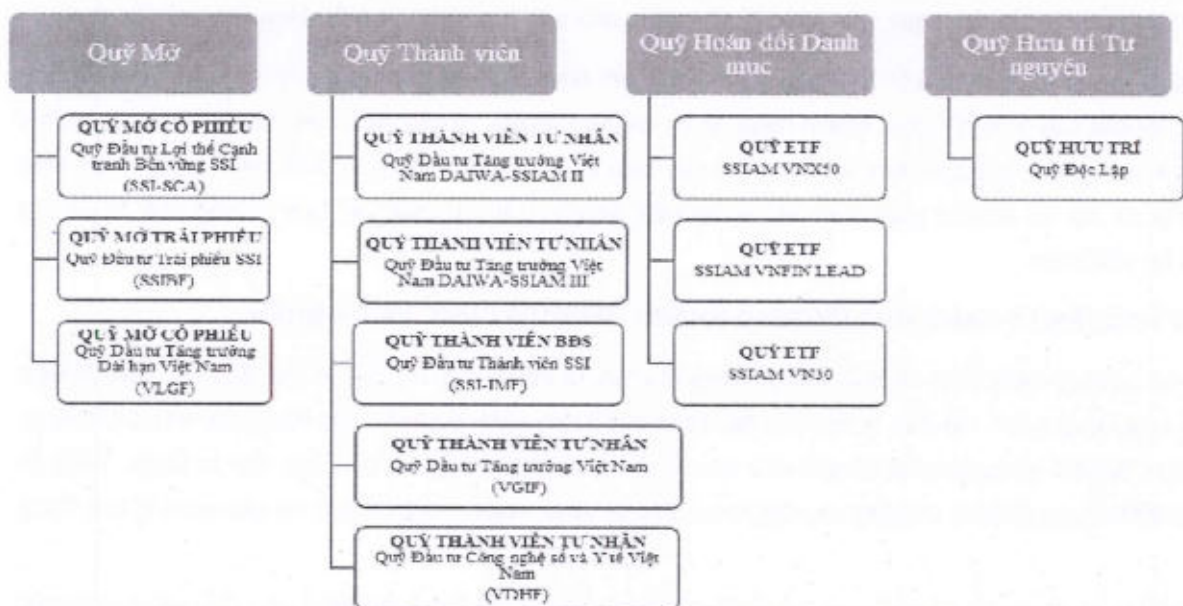 Quỹ Mở
QUỸ MỞ CỔ PHIẾU
Quỹ Đầu tư Lợi thế Cạnh
tranh Bền vững SSI
(SSI-SCA)
QUỸ MỞ TRÁI PHIẾU
Quỹ Đầu tư Trái phiếu SSI
(SSIBF)
QUỸ MỞ CỔ PHIẾU
Quỹ Đầu tư Tăng trưởng
Dài hạn Việt Nam
(VLGF)
Quỹ Thành viên
QUỸ THÀNH VIÊN TƯ NHÂN
Quỹ Đầu tư Tăng trưởng Việt
Nam DAIWA-SSIAM II
QUỸ THÀNH VIÊN TƯ NHÂN
Quỹ Đầu tư Tăng trưởng Việt
Nam DAIWA-SSIAM III
QUỸ THÀNH VIÊN BĐS
Quỹ Đầu tư Thành viên SSI
(SSI-IMF)
QUỸ THÀNH VIÊN TƯ NHÂN
Quỹ Đầu tư Tăng trưởng Việt Nam
(VGIF)
QUỸ THÀNH VIÊN TƯ NHÂN
Quỹ Đầu tư Công nghệ số và Y tế Việt
Nam
(VDHF)
Quỹ Hoán đổi Danh
mục
QUỸ ETF
SSIAM VNX50
QUỸ ETF
SSIAM VNFIN LEAD
QUỸ ETF
SSIAM VN30
Quỹ Hưu trí Tự
nguyện
QUỸ HƯU TRÍ
Quỹ Độc Lập